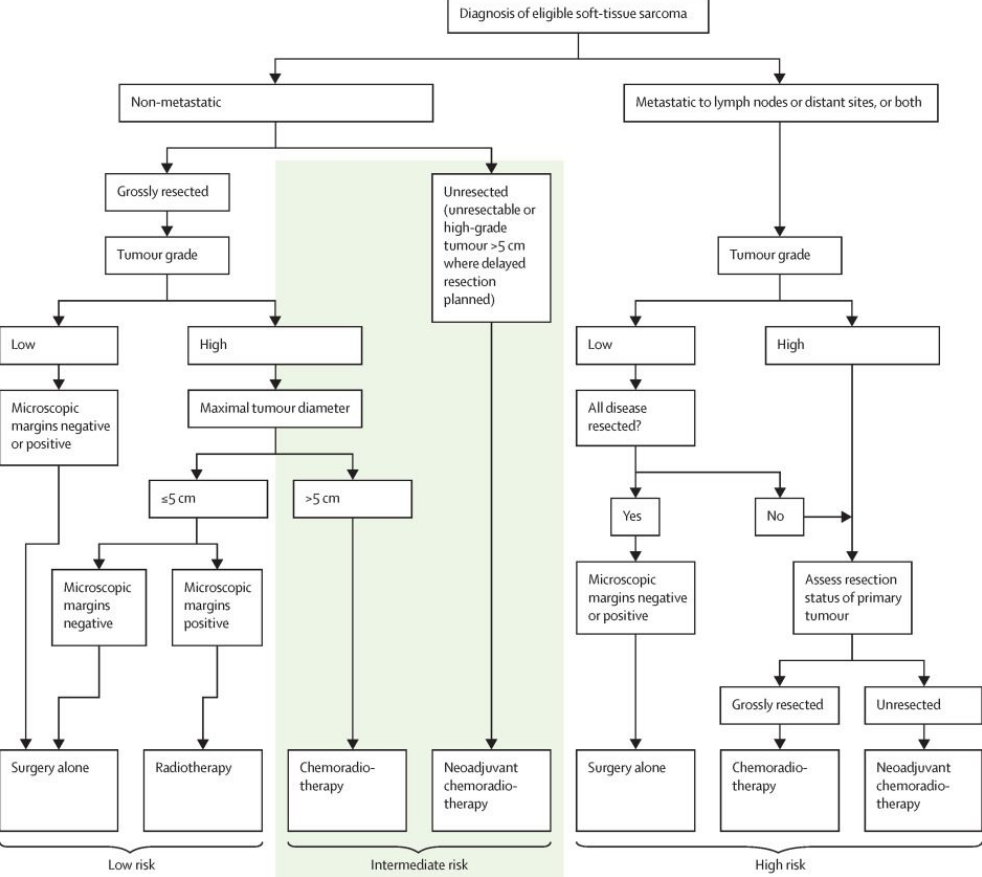 Diagnosis of eligible soft-tissue sarcoma
Non-metastatic
Metastatic to lymph nodes or distant sites, or both
Grossly resected
Unresected
(unresectable or
high-grade
tumour >5 cm
where delayed
resection
planned)
Tumour grade
Tumour grade
Low
High
Low
High
Microscopic
margins negative
or positive
Maximal tumour diameter
All disease
resected?
≤5 cm
>5 cm
Yes
No
Microscopic
margins
negative
Microscopic
margins
positive
Microscopic
margins negative
or positive
Assess resection
status of primary
tumour
Grossly resected
Unresected
Surgery alone
Radiotherapy
Chemoradio-
therapy
Neoadjuvant
chemoradio-
therapy
Surgery alone
Chemoradio-
therapy
Neoadjuvant
chemoradio-
therapy
Low risk
Intermediate risk
High risk